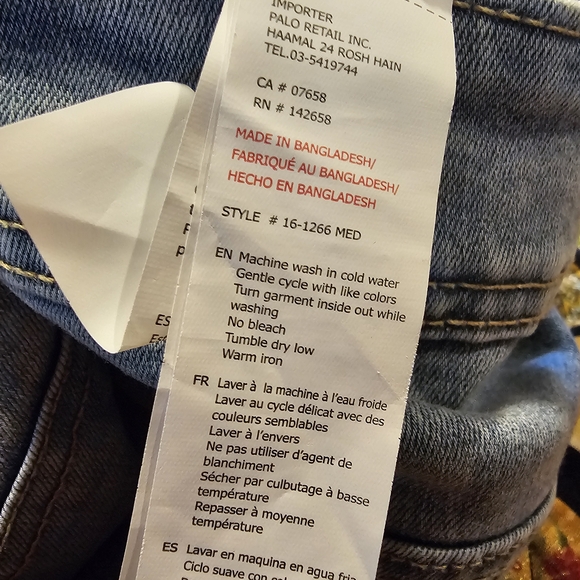 IMPORTER
PALO RETAIL INC.
HAAMAL 24 ROSH HAIN
TEL.03-5419744
CA # 07658
RN # 142658
MADE IN BANGLADESH/
FABRIQUÉ AU BANGLADESH/
HECHO EN BANGLADESH
STYLE # 16-1266 MED
EN Machine wash in cold water
Gentle cycle with like colors
Turn garment inside out while
washing
No bleach
Tumble dry low
Warm iron
FR Laver à la machine à l'eau froide
Laver au cycle délicat avec des
couleurs semblables
Laver à l'envers
Ne pas utiliser d'agent de
blanchiment
Sécher par culbutage à basse
température
Repasser à moyenne
température
ES Lavar en maquina en agua fria
Ciclo suave con
ES